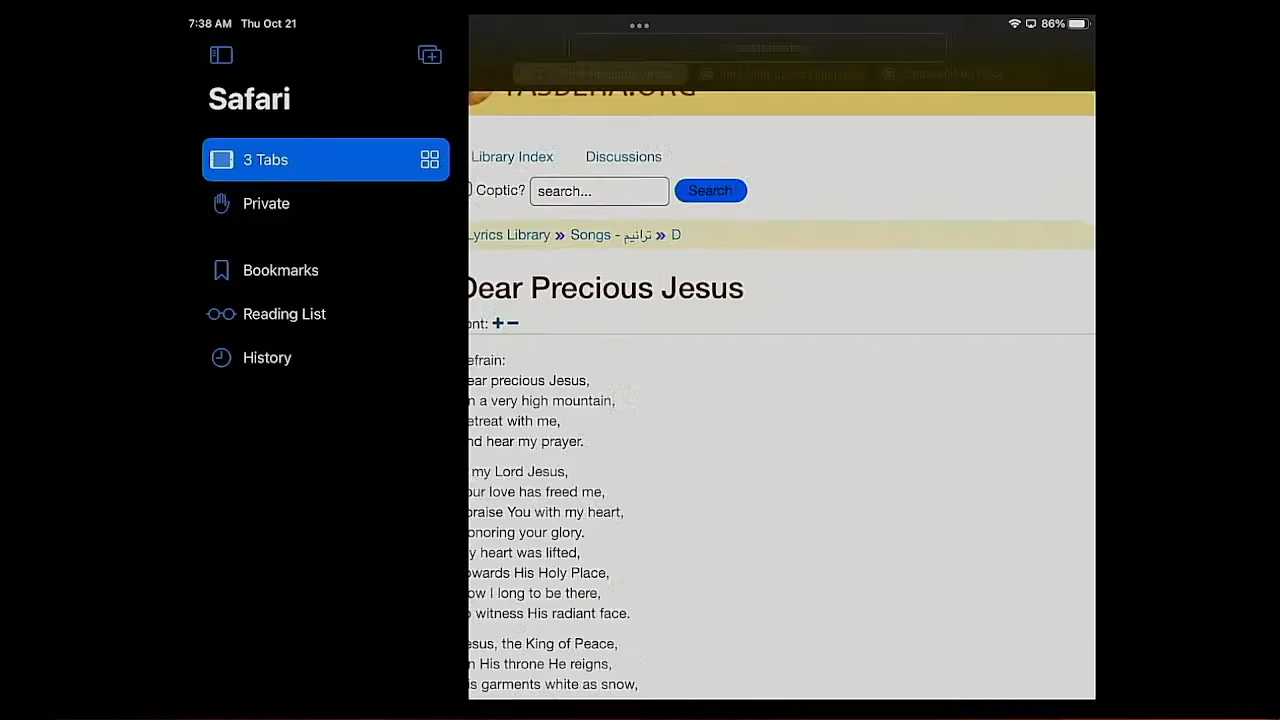 7:38 AM Thu Oct 21
86%
Safari
3 Tabs
Private
Bookmarks
Reading List
History
Library Index Discussions
Coptic? search... Search
Lyrics Library » Songs - ترانيم » D
Dear Precious Jesus
ont: + −
efrain:
ear precious Jesus,
n a very high mountain,
etreat with me,
nd hear my prayer.
my Lord Jesus,
our love has freed me,
praise You with my heart,
onoring your glory.
y heart was lifted,
owards His Holy Place,
ow I long to be there,
o witness His radiant face.
esus, the King of Peace,
n His throne He reigns,
is garments white as snow,